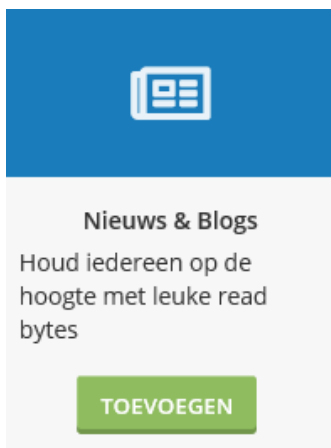 Nieuws & Blogs
Houd iedereen op de
hoogte met leuke read
bytes
TOEVOEGEN